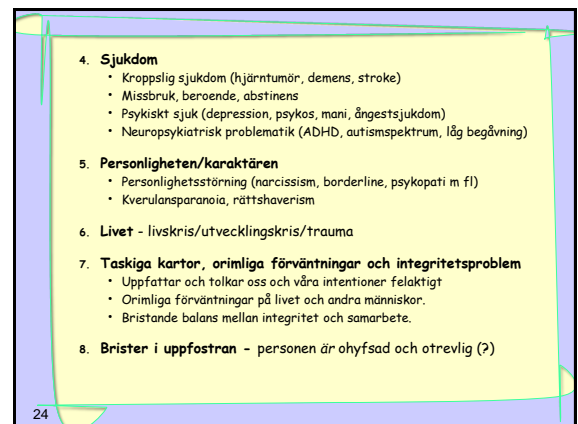 4. Sjukdom
• Kroppslig sjukdom (hjärntumör, demens, stroke)
• Missbruk, beroende, abstinens
• Psykiskt sjuk (depression, psykos, mani, ångestsjukdom)
• Neuropsykiatrisk problematik (ADHD, autismspektrum, låg begåvning)
5. Personligheten/karaktären
• Personlighetsstörning (narcissism, borderline, psykopati m fl)
• Kverulansparanoia, rättshaverism
6. Livet - livskris/utvecklingskris/trauma
7. Taskiga kartor, orimliga förväntningar och integritetsproblem
• Uppfattar och tolkar oss och våra intentioner felaktigt
• Orimliga förväntningar på livet och andra människor.
• Bristande balans mellan integritet och samarbete.
8. Brister i uppfostran - personen är ohyfsad och otrevlig (?)
24